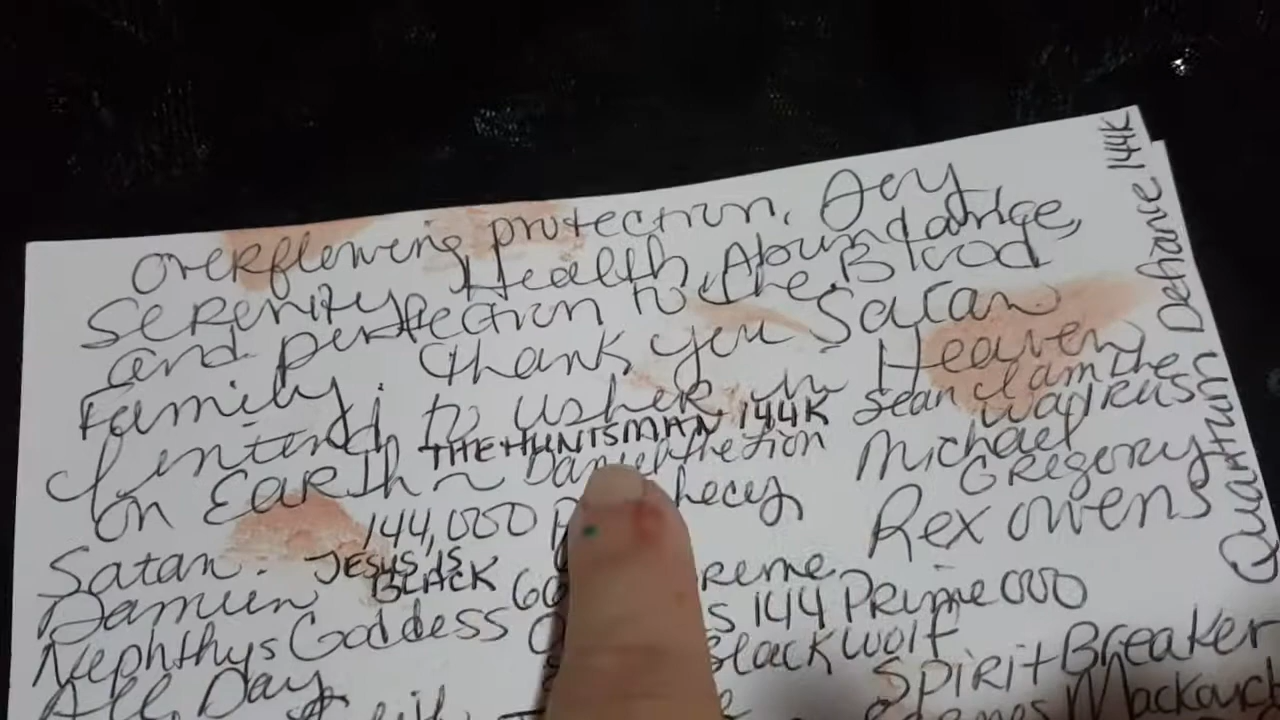 Overflowing protection, Joy
Serenity, Health, Abundance,
and perfection to the Blood
Family. Thank you Satan
I intend to usher in Heaven
on Earth ~
THE HUNTSMAN 144K
Sean I am the Walrus
Daniel
Michael Gregory
144,000
Rex Owens
Satan.
JESUS IS BLACK
Damien
144 Prime 000
Nephthys Goddess
Black Wolf
All Day
Spirit Breaker
Quantum Defiance 144K